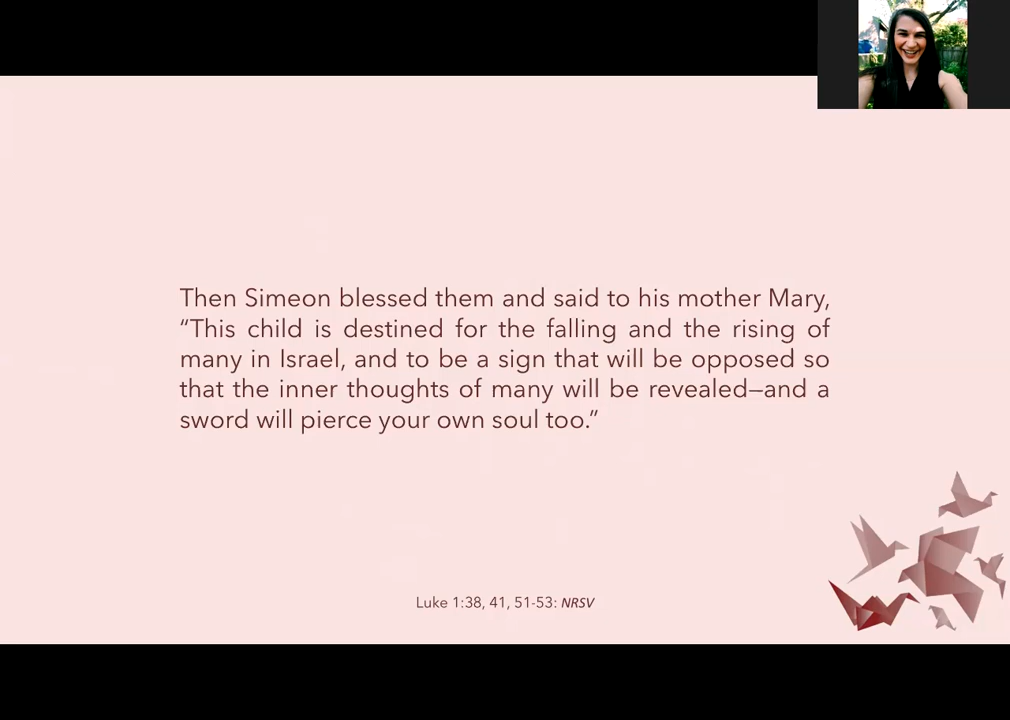 Then Simeon blessed them and said to his mother Mary,
“This child is destined for the falling and the rising of
many in Israel, and to be a sign that will be opposed so
that the inner thoughts of many will be revealed—and a
sword will pierce your own soul too.”
Luke 1:38, 41, 51-53: NRSV